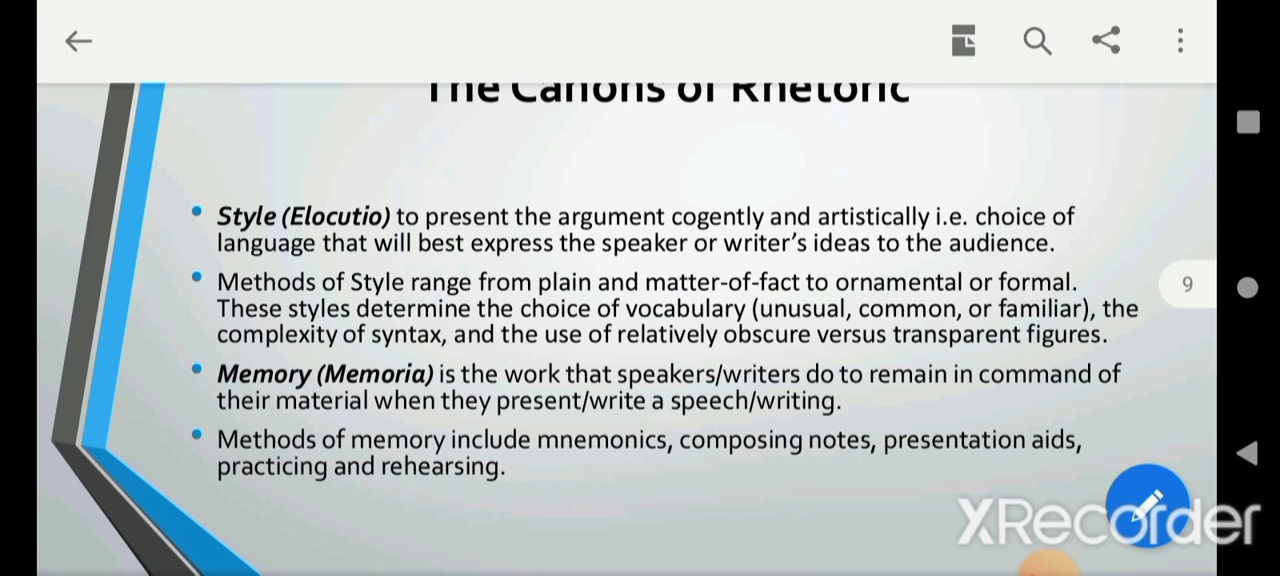 The Canons of Rhetoric
Style (Elocutio) to present the argument cogently and artistically i.e. choice of
language that will best express the speaker or writer's ideas to the audience.
Methods of Style range from plain and matter-of-fact to ornamental or formal.
These styles determine the choice of vocabulary (unusual, common, or familiar), the
9
complexity of syntax, and the use of relatively obscure versus transparent figures.
Memory (Memoria) is the work that speakers/writers do to remain in command of
their material when they present/write a speech/writing.
Methods of memory include mnemonics, composing notes, presentation aids,
practicing and rehearsing.
XRecorder